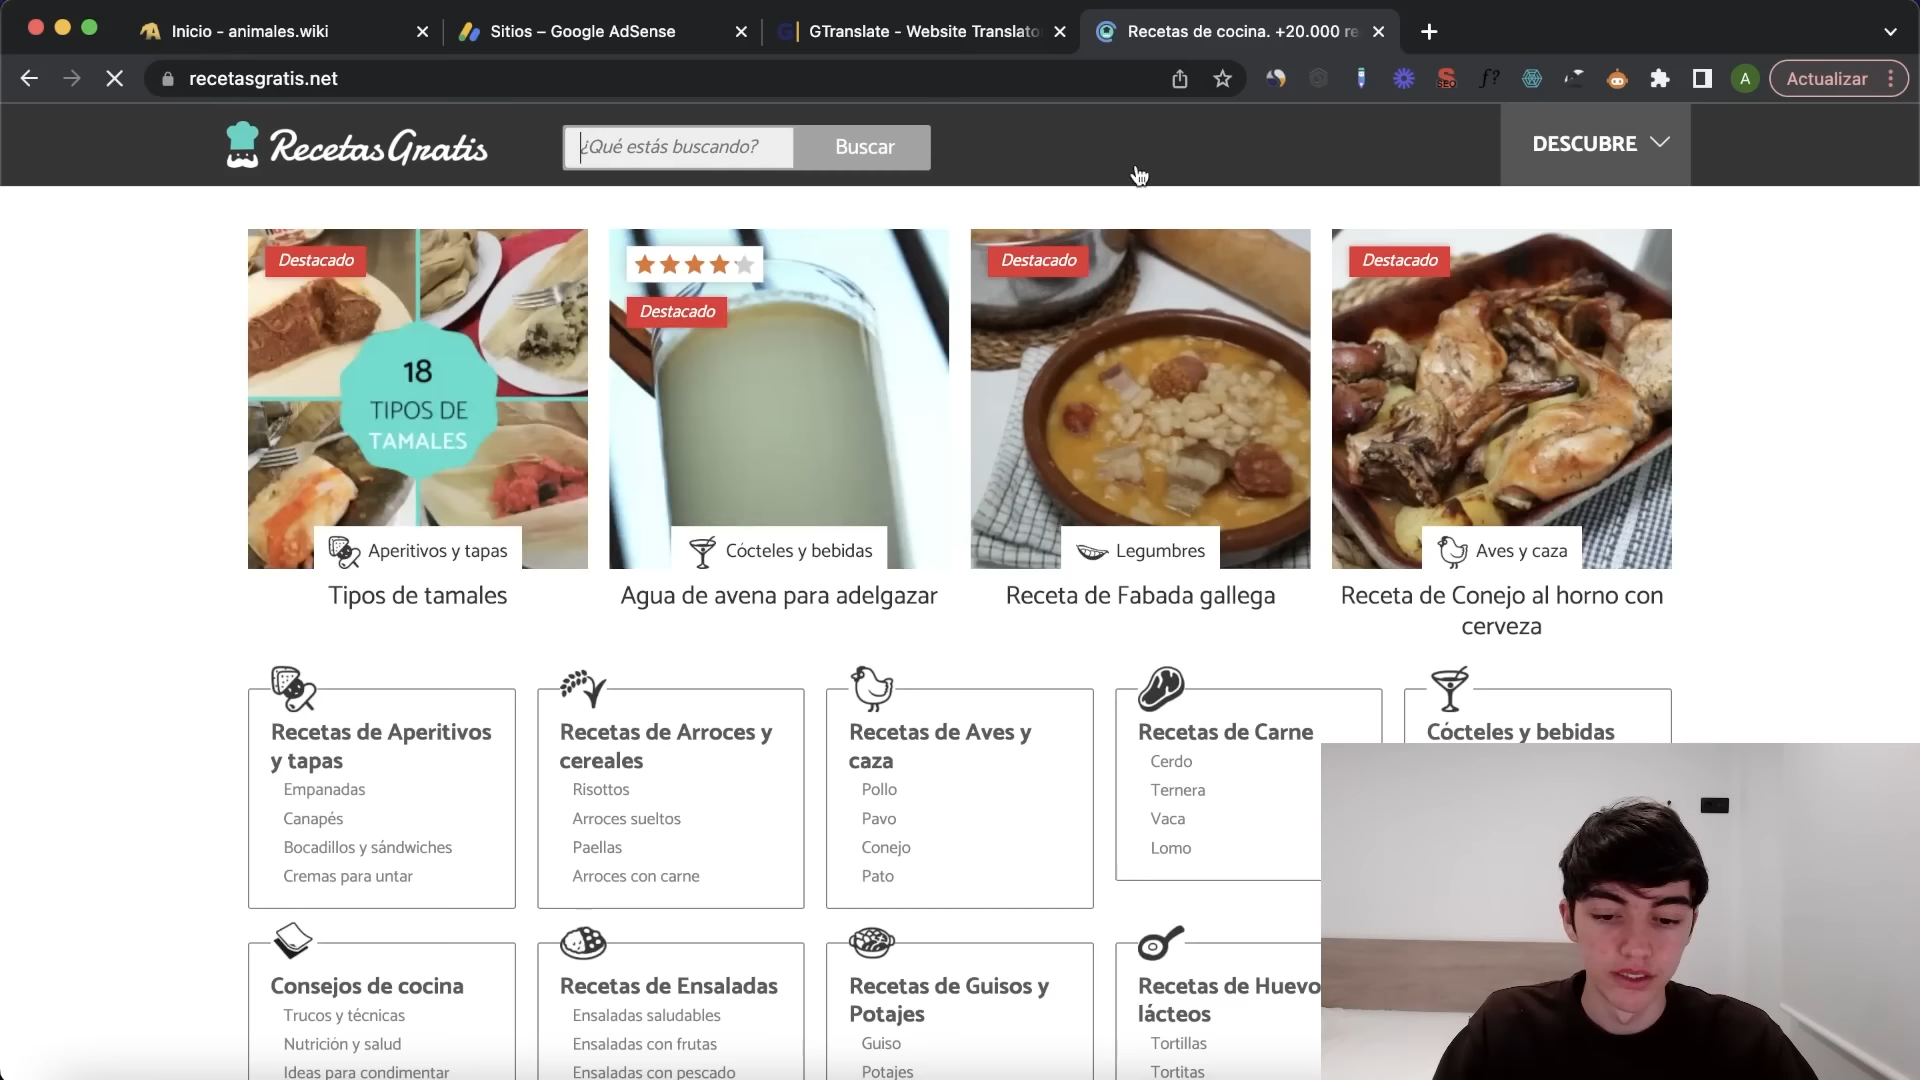 Inicio - animales.wiki
Sitios – Google AdSense
GTranslate - Website Translato
Recetas de cocina. +20.000 re
recetasgratis.net
SEO
f?
A
Actualizar
RecetasGratis
¿Qué estás buscando?
Buscar
DESCUBRE
Destacado
18
TIPOS DE
TAMALES
Aperitivos y tapas
Tipos de tamales
Destacado
Cócteles y bebidas
Agua de avena para adelgazar
Destacado
Legumbres
Receta de Fabada gallega
Destacado
Aves y caza
Receta de Conejo al horno con
cerveza
Recetas de Aperitivos
y tapas
Empanadas
Canapés
Bocadillos y sándwiches
Cremas para untar
Recetas de Arroces y
cereales
Risottos
Arroces sueltos
Paellas
Arroces con carne
Recetas de Aves y
caza
Pollo
Pavo
Conejo
Pato
Recetas de Carne
Cerdo
Ternera
Vaca
Lomo
Cócteles y bebidas
Consejos de cocina
Trucos y técnicas
Nutrición y salud
Ideas para condimentar
Recetas de Ensaladas
Ensaladas saludables
Ensaladas con frutas
Ensaladas con pescado
Recetas de Guisos y
Potajes
Guiso
Potajes
Recetas de Huevo
lácteos
Tortillas
Tortitas